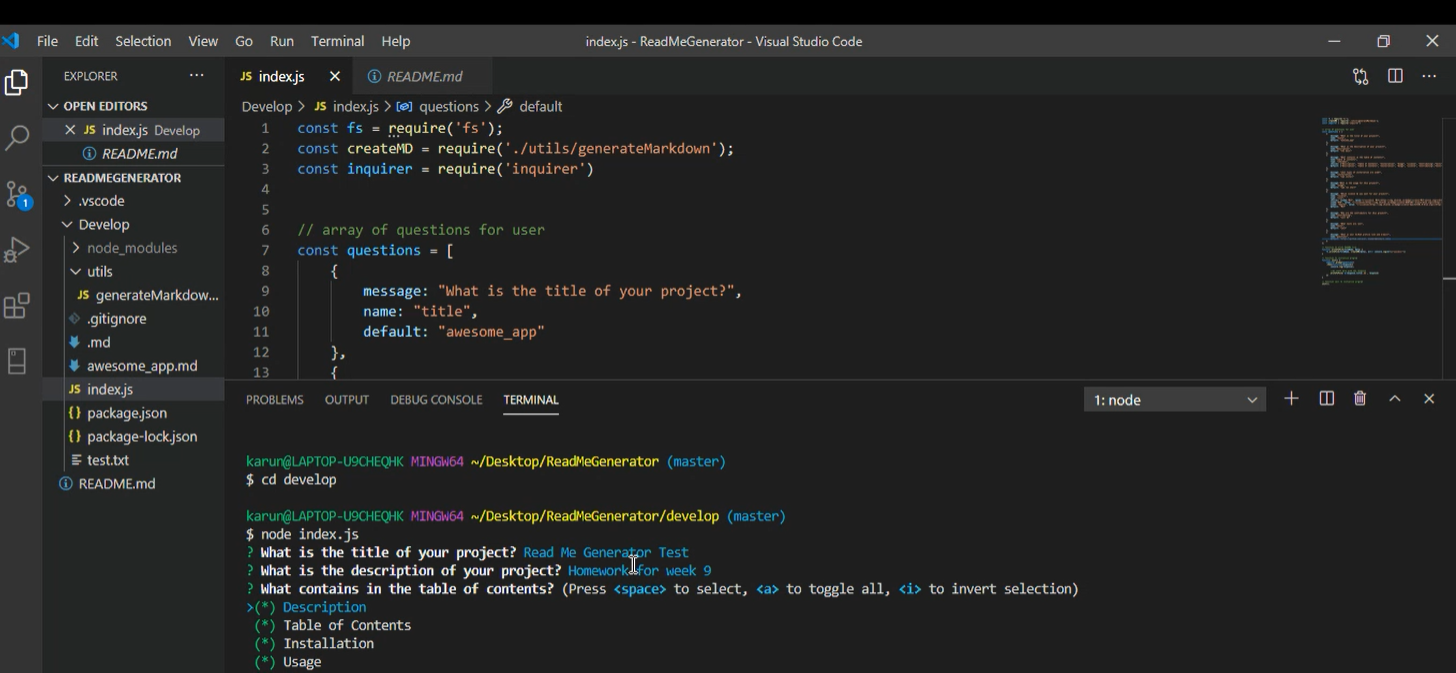 File Edit Selection View Go Run Terminal Help index.js - ReadMeGenerator - Visual Studio Code
EXPLORER ···
OPEN EDITORS
JS index.js Develop
README.md
READMEGENERATOR
.vscode
Develop
node_modules
utils
JS generateMarkdow...
.gitignore
.md
awesome_app.md
JS index.js
{} package.json
{} package-lock.json
test.txt
README.md
1
JS index.js README.md
Develop > JS index.js > questions > default
1 const fs = require('fs');
2 const createMD = require('./utils/generateMarkdown');
3 const inquirer = require('inquirer')
4
5
6 // array of questions for user
7 const questions = [
8 {
9 message: "What is the title of your project?",
10 name: "title",
11 default: "awesome_app"
12 },
13 {
PROBLEMS OUTPUT DEBUG CONSOLE TERMINAL 1: node
karun@LAPTOP-U9CHEQHK MINGW64 ~/Desktop/ReadMeGenerator (master)
$ cd develop
karun@LAPTOP-U9CHEQHK MINGW64 ~/Desktop/ReadMeGenerator/develop (master)
$ node index.js
? What is the title of your project? Read Me Generator Test
? What is the description of your project? Homework for week 9
? What contains in the table of contents? (Press <space> to select, <a> to toggle all, <i> to invert selection)
>(*) Description
(*) Table of Contents
(*) Installation
(*) Usage